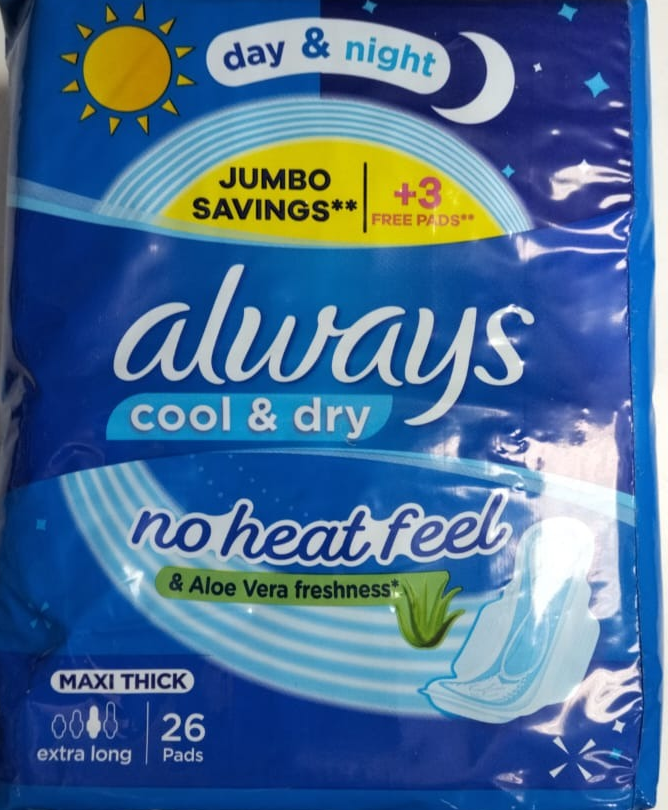 day & night
JUMBO
SAVINGS**
+3
FREE PADS**
always
cool & dry
no heat feel
& Aloe Vera freshness*
MAXI THICK
extra long
26
Pads